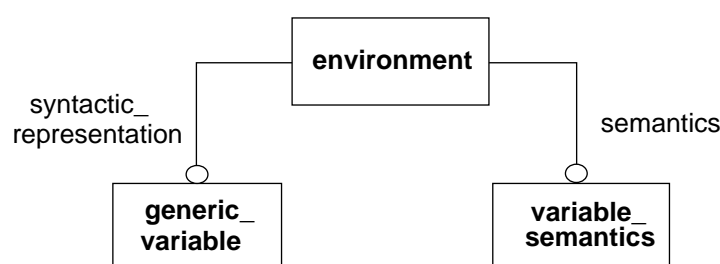 environment
syntactic_
representation
semantics
generic_
variable
variable_
semantics